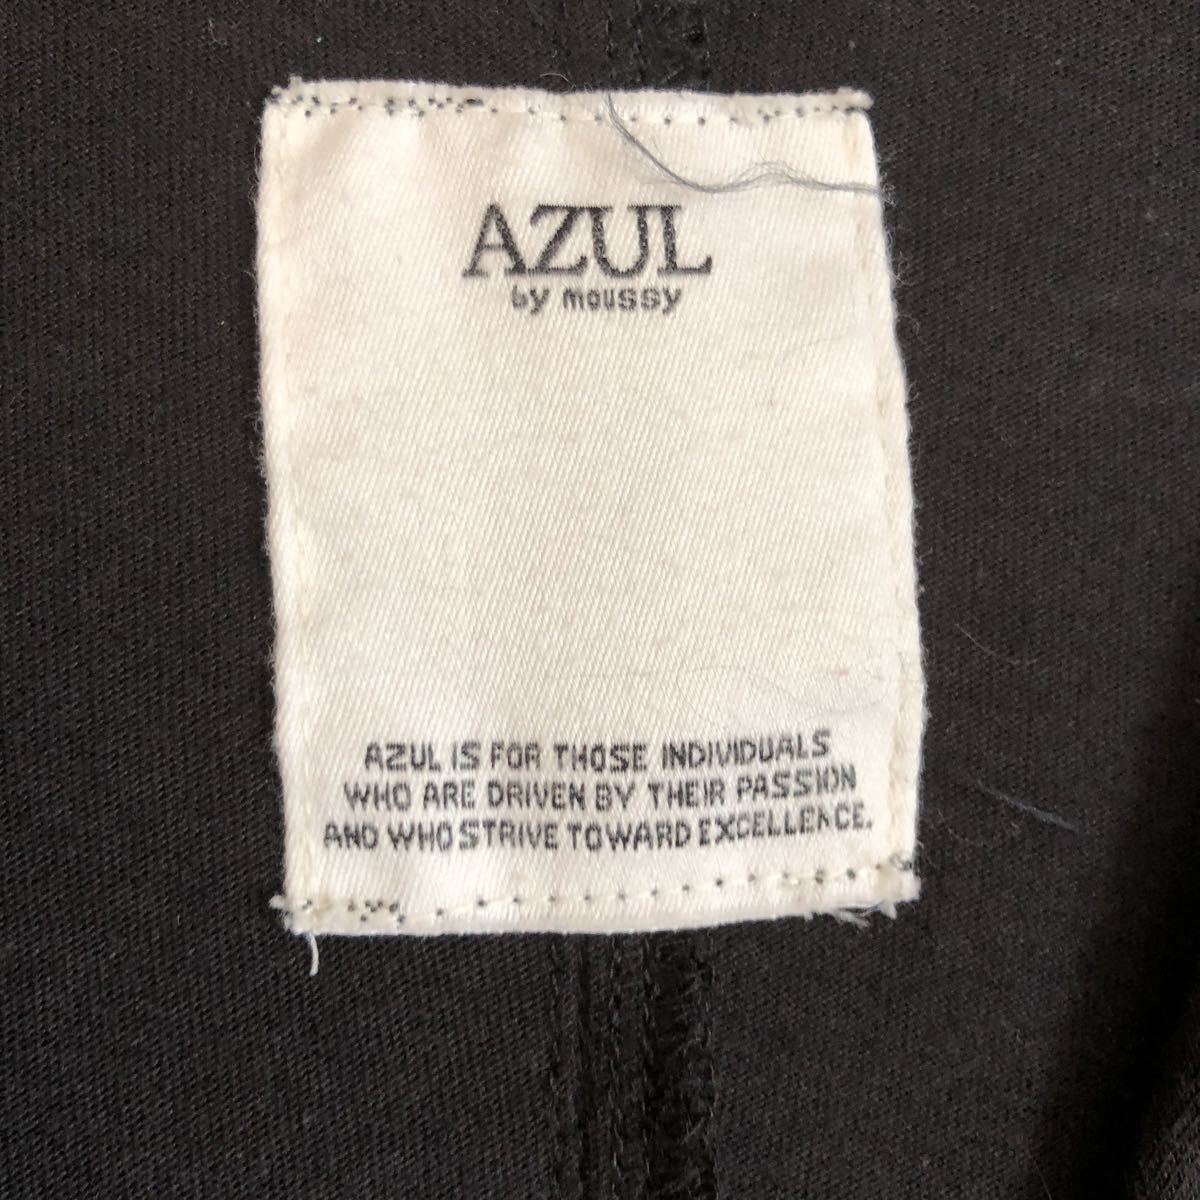 AZUL
by moussy
AZUL IS FOR THOSE INDIVIDUALS
WHO ARE DRIVEN BY THEIR PASSION
AND WHO STRIVE TOWARD EXCELLENCE.